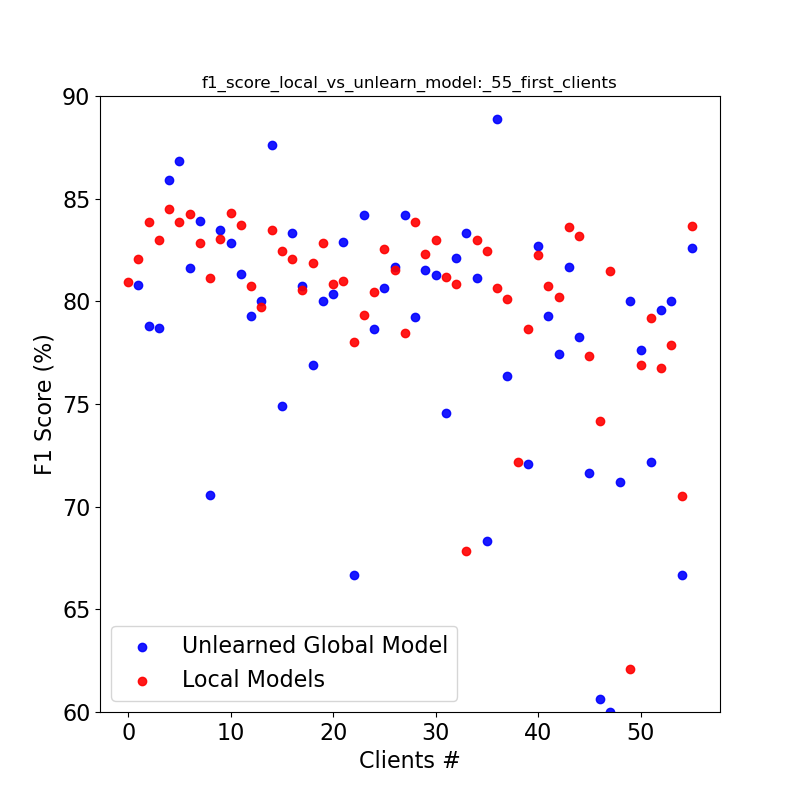 f1_score_local_vs_unlearn_model:_55_first_clients
90
85
80
75
70
65
60
F1 Score (%)
Unlearned Global Model
Local Models
0 10 20 30 40 50
Clients #